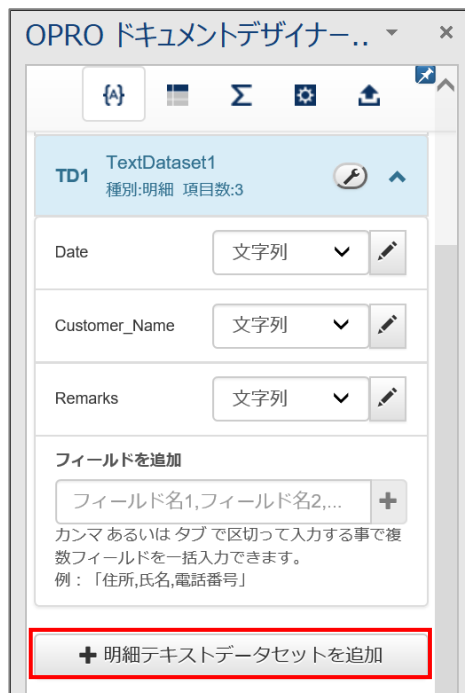 OPRO ドキュメントデザイナー..
{A}
TD1 TextDataset1
種別:明細 項目数:3
Date 文字列
Customer_Name 文字列
Remarks 文字列
フィールドを追加
フィールド名1,フィールド名2,...
カンマ あるいは タブ で区切って入力する事で複
数フィールドを一括入力できます。
例：「住所,氏名,電話番号」
明細テキストデータセットを追加